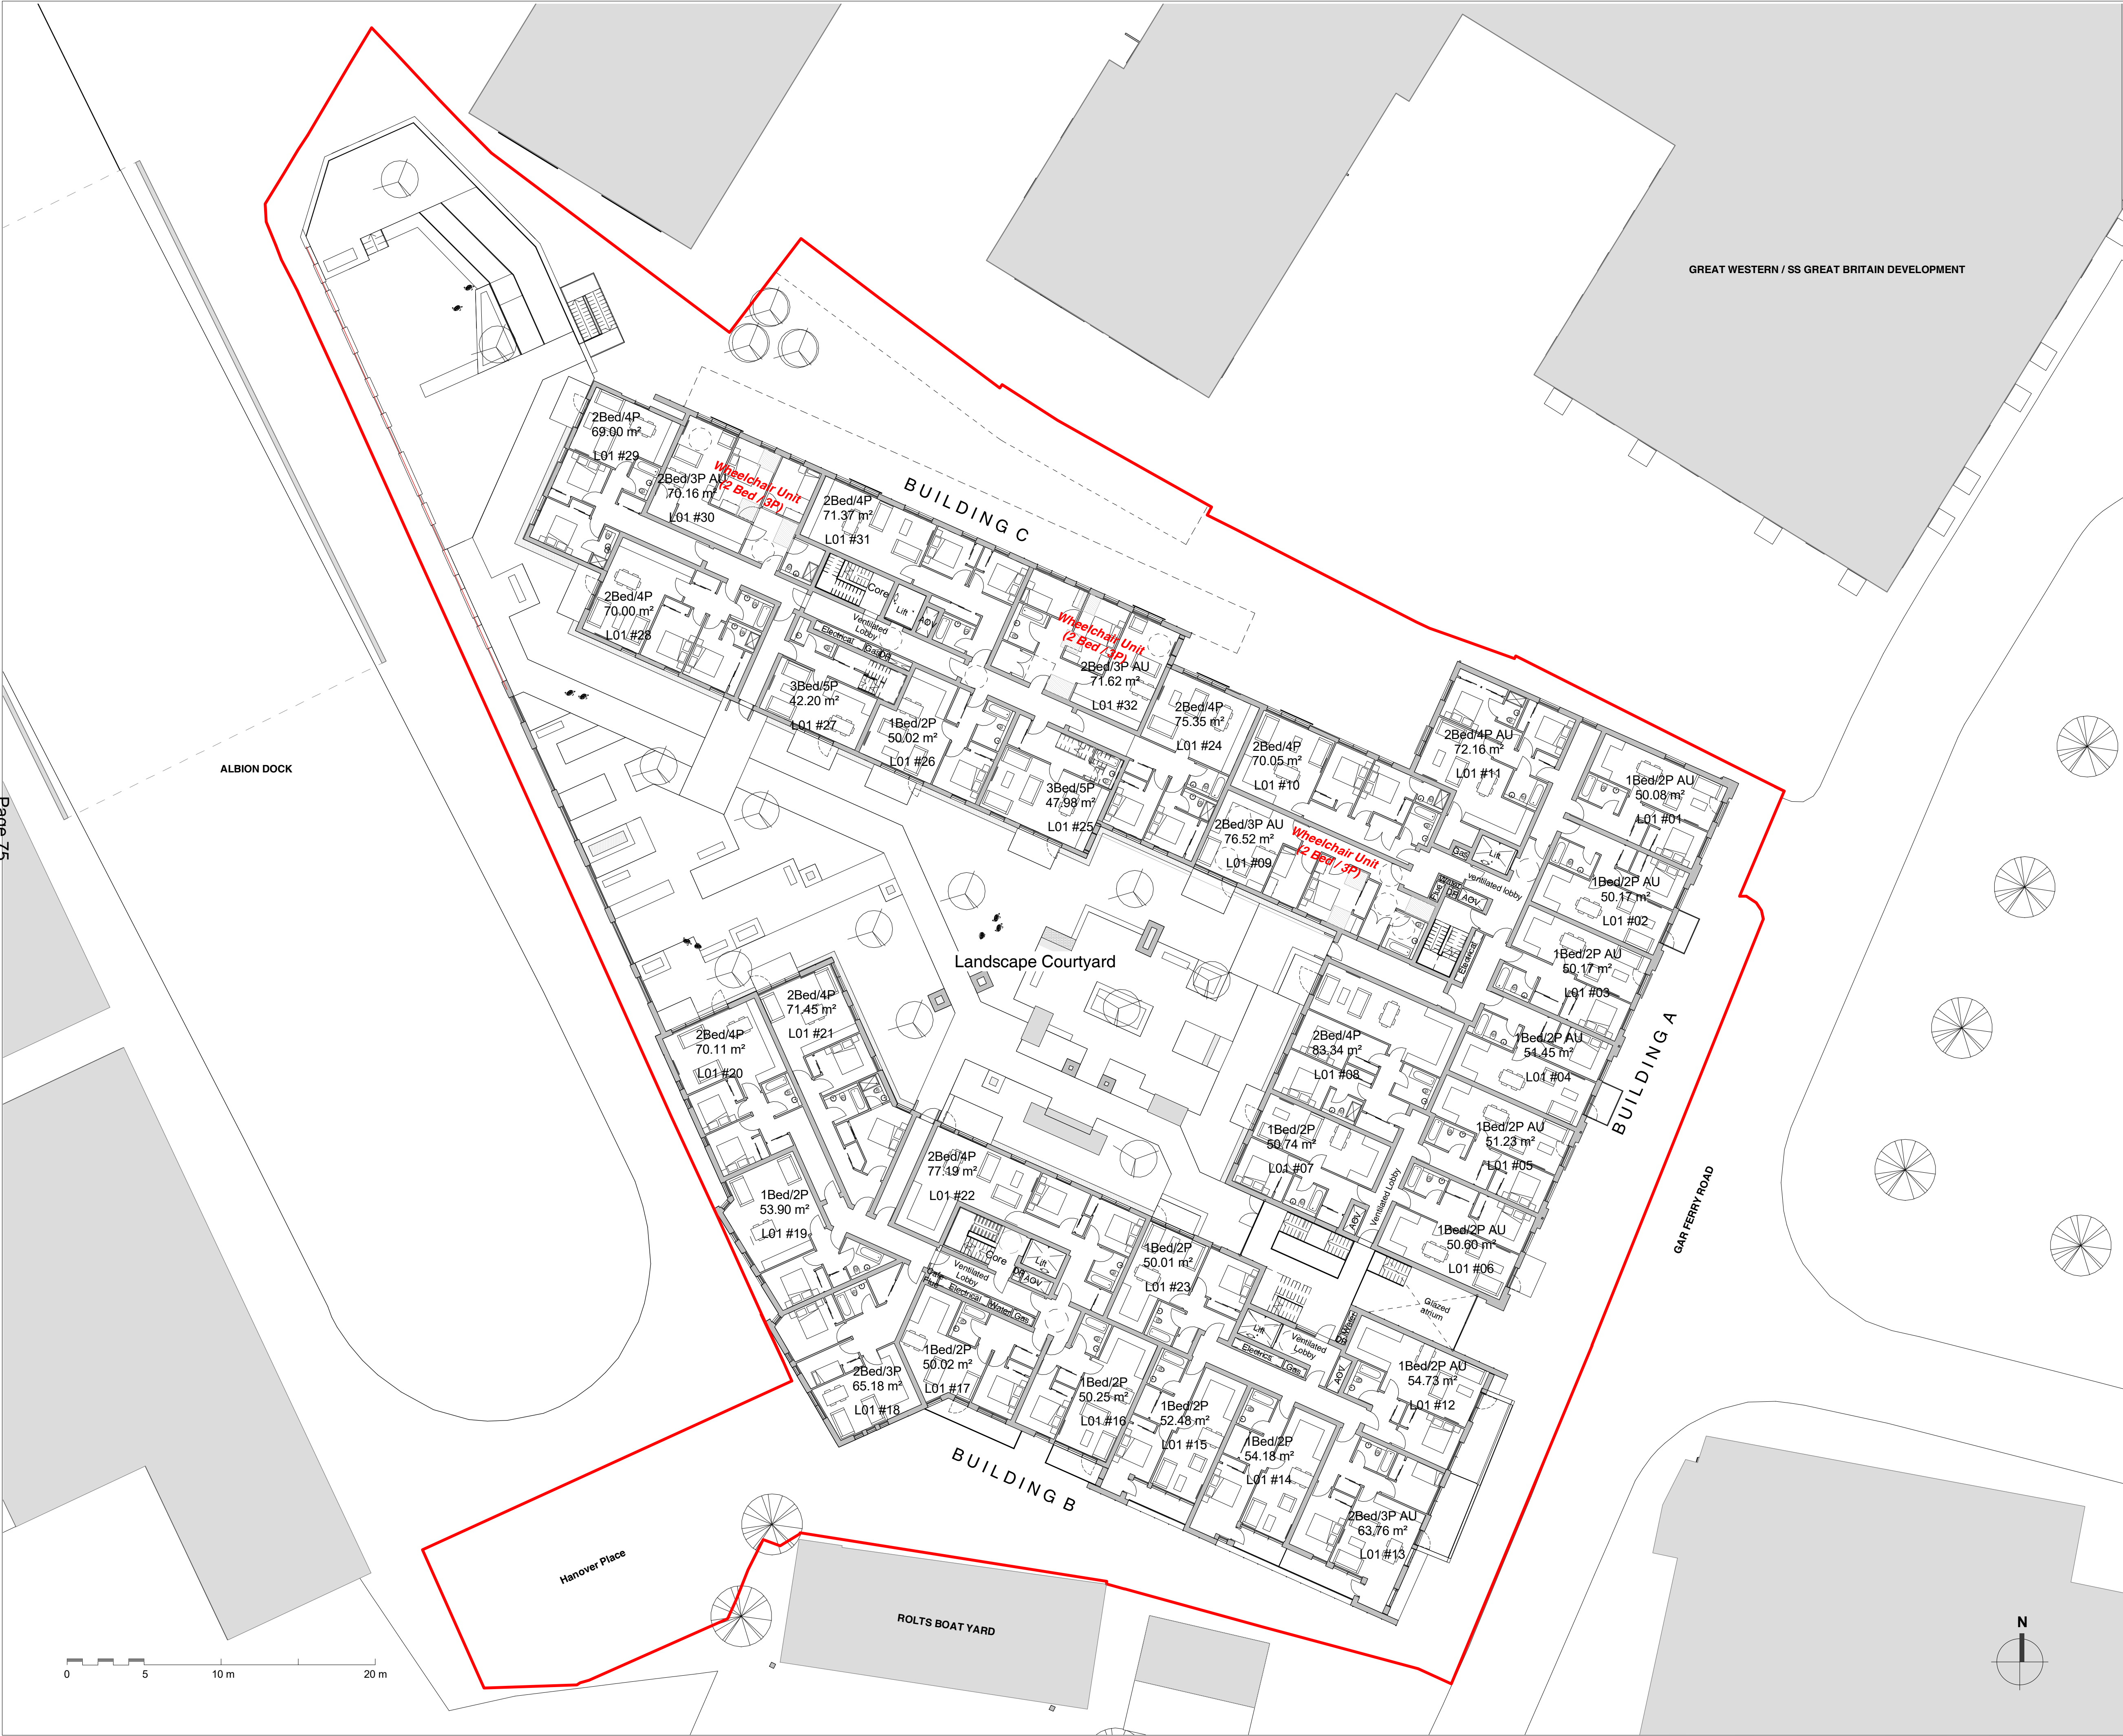 GREAT WESTERN / SS GREAT BRITAIN DEVELOPMENT
BUILDING C
2Bed/4P
69.00 m²
L01 #29
2Bed/3P AU
70.16 m²
L01 #30
Wheelchair Unit
(2 Bed / 3P)
2Bed/4P
71.37 m²
L01 #31
2Bed/4P
70.00 m²
L01 #28
Core
Lift
AOV
Ventilated
Lobby
Electrical
Gas
DR
Wheelchair Unit
(2 Bed / 3P)
2Bed/3P AU
71.62 m²
L01 #32
3Bed/5P
42.20 m²
L01 #27
1Bed/2P
50.02 m²
L01 #26
3Bed/5P
47.98 m²
L01 #25
2Bed/4P
75.35 m²
L01 #24
2Bed/4P
70.05 m²
L01 #10
2Bed/3P AU
76.52 m²
L01 #09
Wheelchair Unit
(2 Bed / 3P)
2Bed/4P AU
72.16 m²
L01 #11
Gas
Lift
ventilated lobby
DR
AOV
Electrical
1Bed/2P AU
50.08 m²
L01 #01
1Bed/2P AU
50.17 m²
L01 #02
1Bed/2P AU
50.17 m²
L01 #03
1Bed/2P AU
51.45 m²
L01 #04
1Bed/2P AU
51.23 m²
L01 #05
1Bed/2P AU
50.60 m²
L01 #06
BUILDING A
GAR FERRY ROAD
ALBION DOCK
Page 75
Landscape Courtyard
2Bed/4P
83.34 m²
L01 #08
1Bed/2P
50.74 m²
L01 #07
AOV
Ventilated Lobby
Glazed
atrium
2Bed/4P
71.45 m²
L01 #21
2Bed/4P
70.11 m²
L01 #20
1Bed/2P
53.90 m²
L01 #19
2Bed/4P
77.19 m²
L01 #22
Core
Lift
DR
AOV
Ventilated
Lobby
Electrical
Water
Gas
1Bed/2P
50.01 m²
L01 #23
Lift
Ventilated
Lobby
Electrics
Gas
AOV
Water
DR
2Bed/3P
65.18 m²
L01 #18
1Bed/2P
50.02 m²
L01 #17
1Bed/2P
50.25 m²
L01 #16
1Bed/2P
52.48 m²
L01 #15
1Bed/2P
54.18 m²
L01 #14
2Bed/3P AU
63.76 m²
L01 #13
1Bed/2P AU
54.73 m²
L01 #12
BUILDING B
Hanover Place
ROLTS BOAT YARD
0 5 10 m 20 m
N